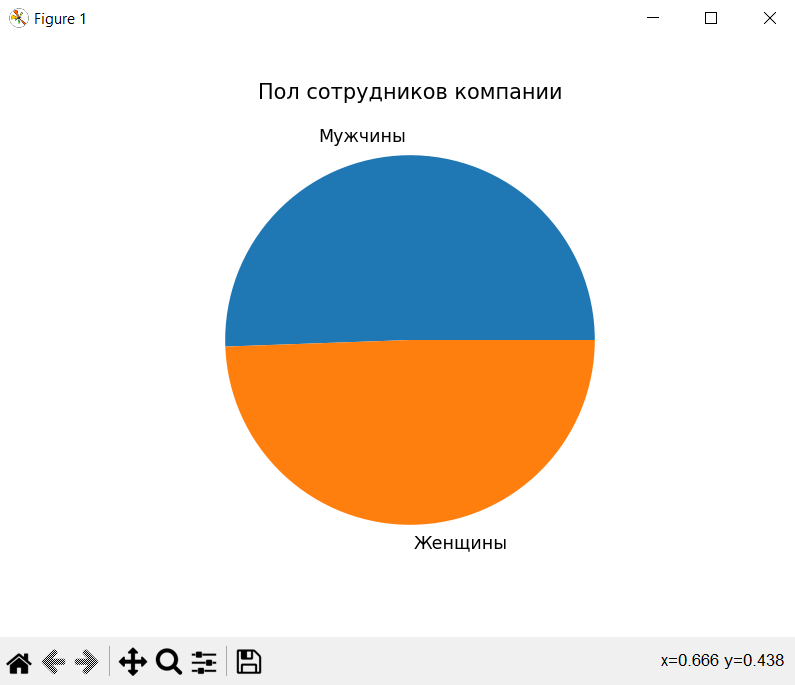 Figure 1
Пол сотрудников компании
Мужчины
Женщины
x=0.666 y=0.438